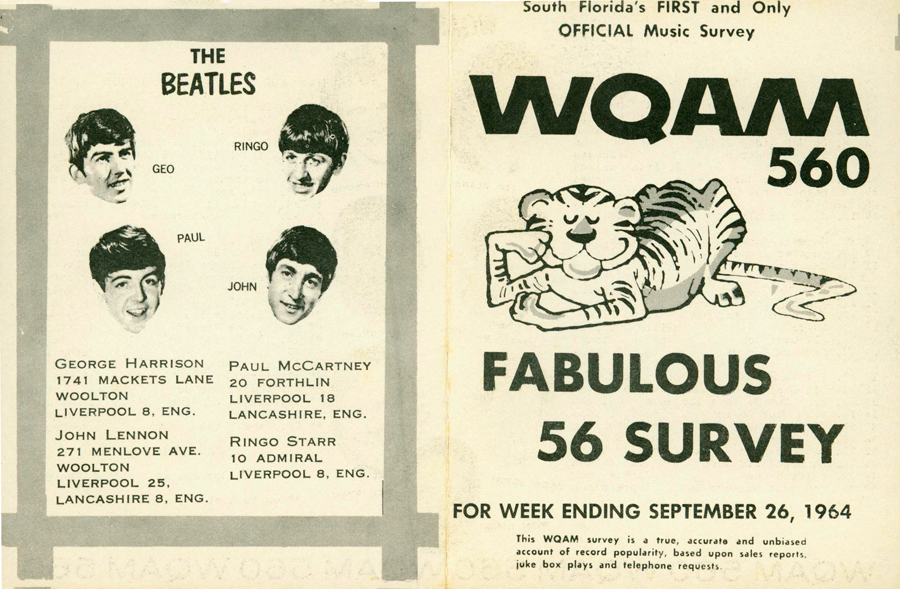 THE
BEATLES
GEO
RINGO
PAUL
JOHN
GEORGE HARRISON
1741 MACKETS LANE
WOOLTON
LIVERPOOL 8, ENG.
PAUL MCCARTNEY
20 FORTHLIN
LIVERPOOL 18
LANCASHIRE, ENG.
JOHN LENNON
271 MENLOVE AVE.
WOOLTON
LIVERPOOL 25,
LANCASHIRE 8, ENG.
RINGO STARR
10 ADMIRAL
LIVERPOOL 8, ENG.
South Florida's FIRST and Only
OFFICIAL Music Survey
WQAM
560
FABULOUS
56 SURVEY
FOR WEEK ENDING SEPTEMBER 26, 1964
This WQAM survey is a true, accurate and unbiased
account of record popularity, based upon sales reports,
juke box plays and telephone requests.